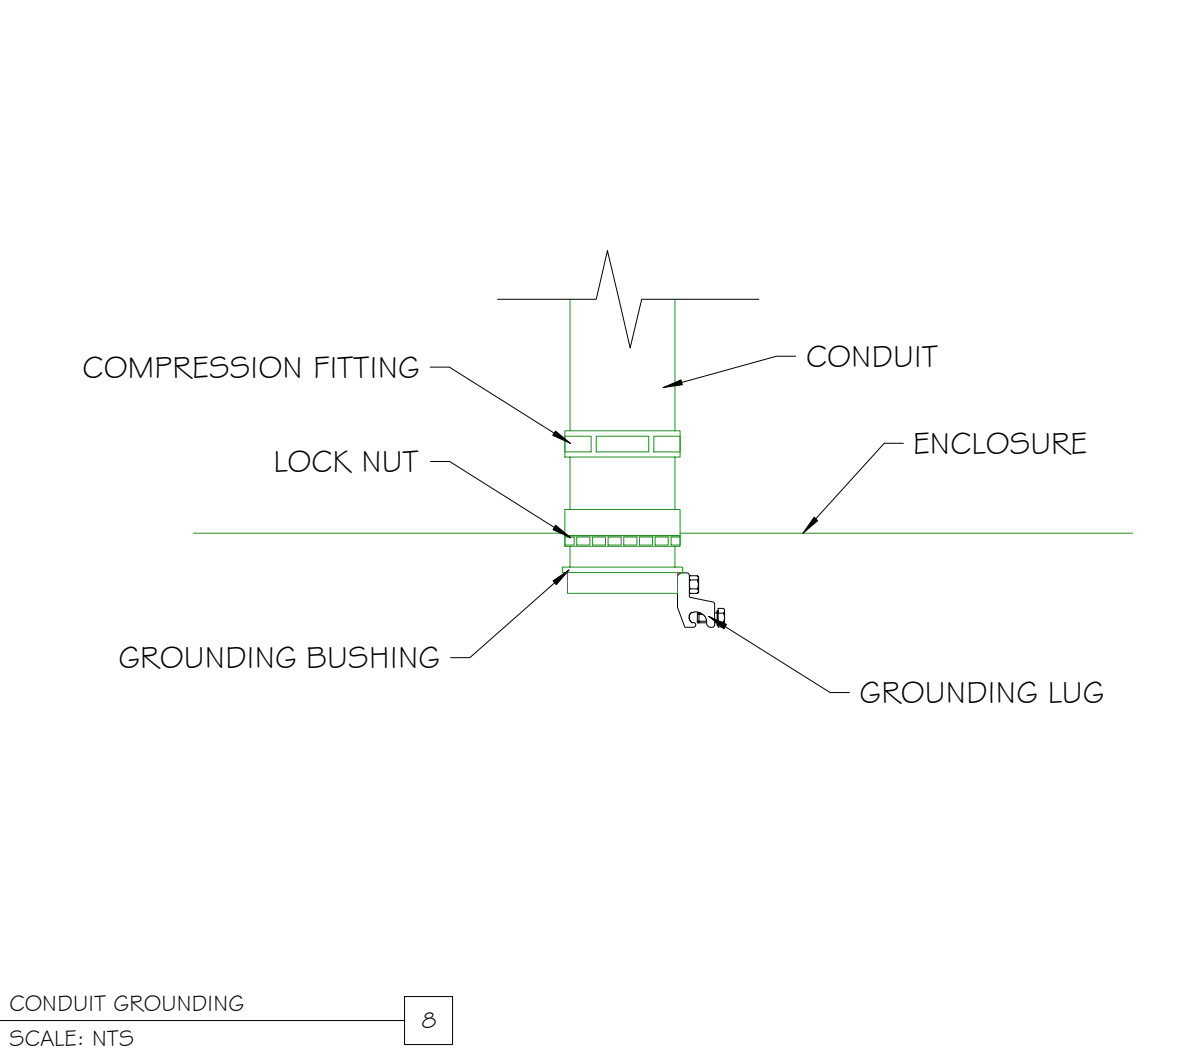 COMPRESSION FITTING
CONDUIT
ENCLOSURE
LOCK NUT
GROUNDING BUSHING
GROUNDING LUG
CONDUIT GROUNDING
8
SCALE: NTS